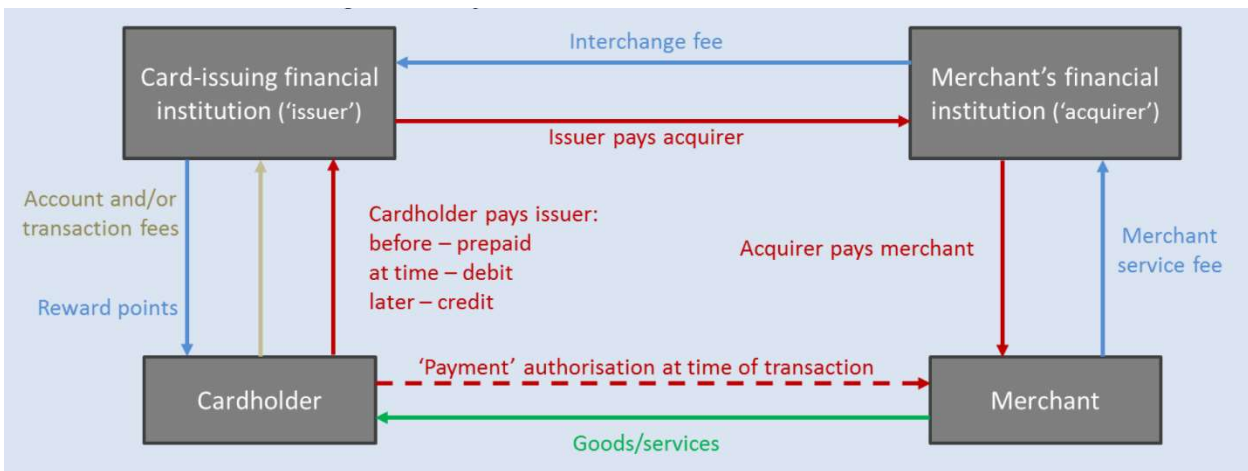 Interchange fee
Card-issuing financial
institution (‘issuer’)
Merchant’s financial
institution (‘acquirer’)
Issuer pays acquirer
Account and/or
transaction fees
Cardholder pays issuer:
before – prepaid
at time – debit
later – credit
Acquirer pays merchant
Merchant
service fee
Reward points
‘Payment’ authorisation at time of transaction
Cardholder
Merchant
Goods/services